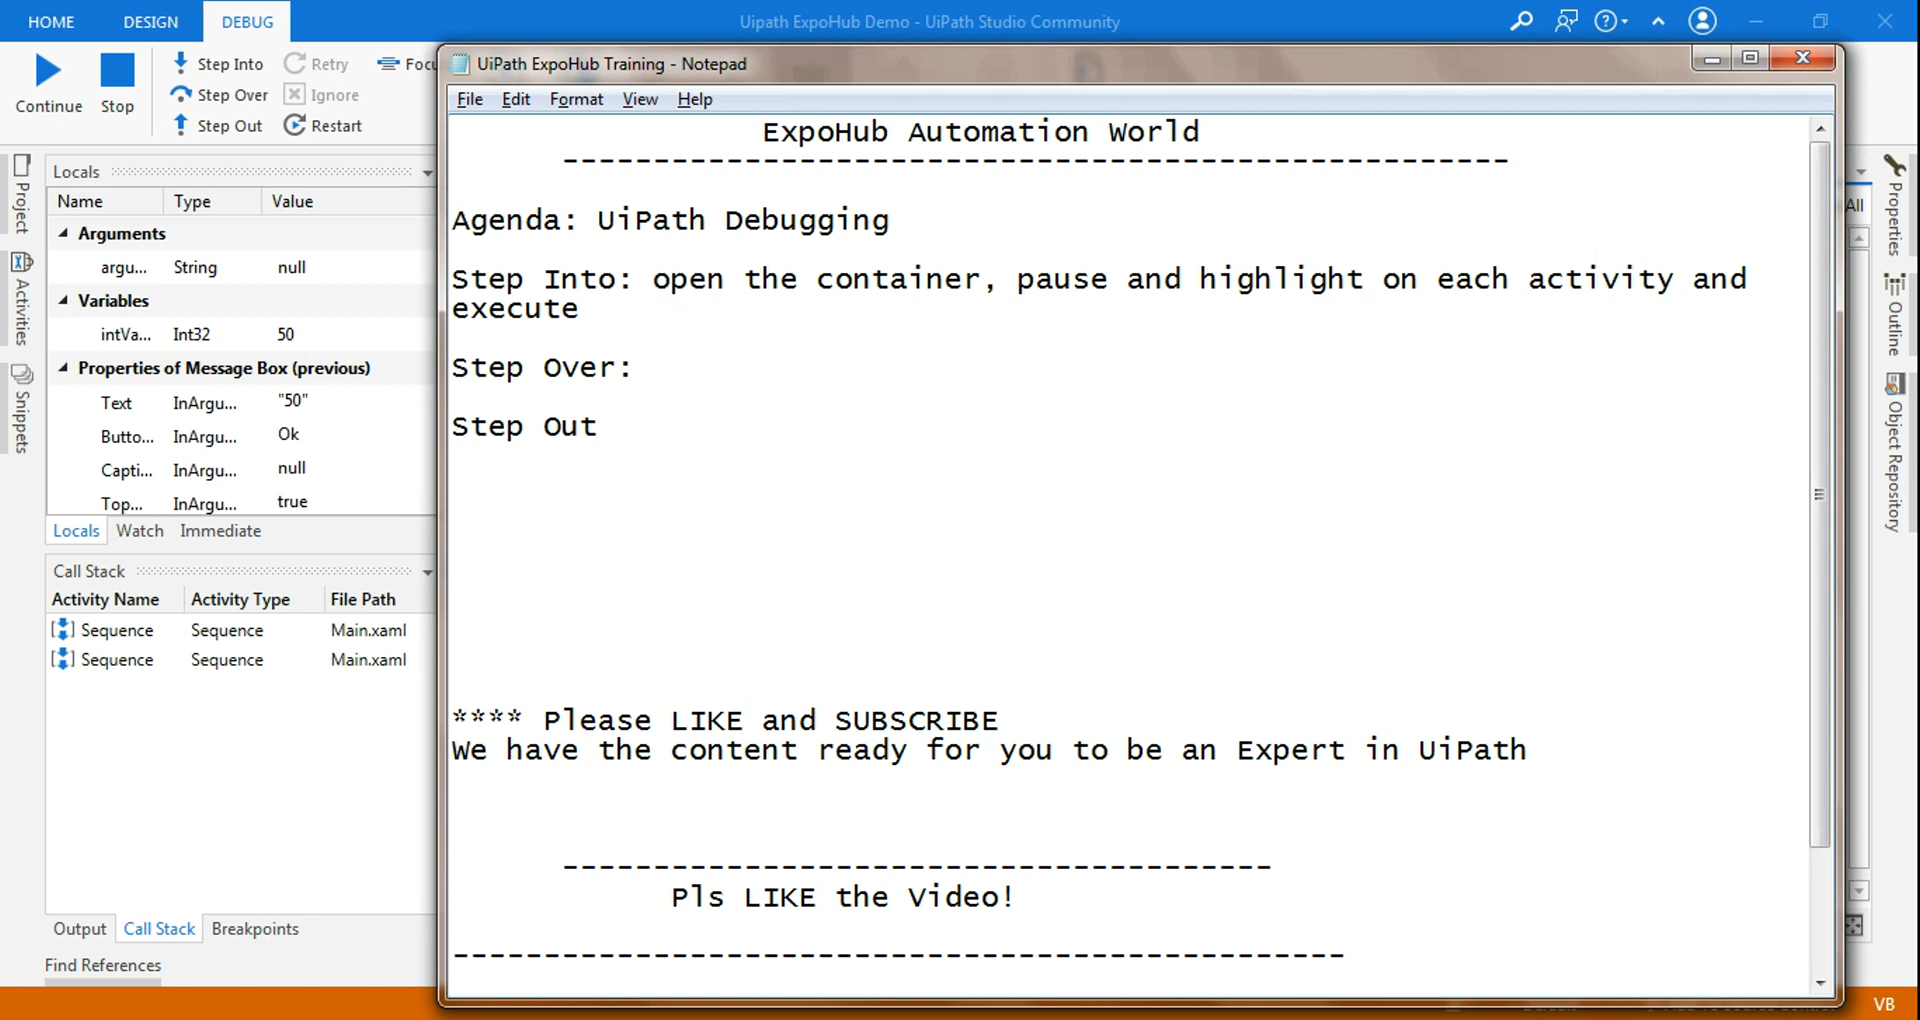 HOME DESIGN DEBUG Uipath ExpoHub Demo - UiPath Studio Community
Continue
Stop
Step Into
Step Over
Step Out
Retry
Ignore
Restart
Focu
UiPath ExpoHub Training - Notepad
File Edit Format View Help
Project
Activities
Snippets
Locals
Name Type Value
Arguments
argu... String null
Variables
intVa... Int32 50
Properties of Message Box (previous)
Text InArgu... "50"
Butto... InArgu... Ok
Capti... InArgu... null
Top... InArgu... true
Locals Watch Immediate
Call Stack
Activity Name Activity Type File Path
Sequence Sequence Main.xaml
Sequence Sequence Main.xaml
Output Call Stack Breakpoints
Find References
ExpoHub Automation World
----------------------------------------------------
Agenda: UiPath Debugging
Step Into: open the container, pause and highlight on each activity and
execute
Step Over:
Step Out
**** Please LIKE and SUBSCRIBE
We have the content ready for you to be an Expert in UiPath
---------------------------------------
Pls LIKE the Video!
-------------------------------------------------
All
Properties
Outline
Object Repository
VB